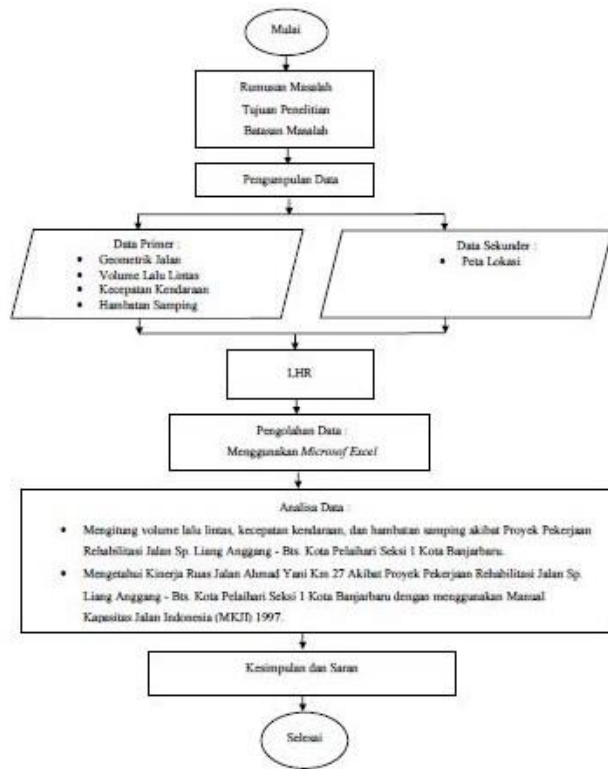 Mulai
Rumusan Masalah
Tujuan Penelitian
Batasan Masalah
Pengumpulan Data
Data Primer :
• Geometrik Jalan
• Volume Lalu Lintas
• Kecepatan Kendaraan
• Hambatan Samping
Data Sekunder :
• Peta Lokasi
LHR
Pengolahan Data :
Menggunakan Microsof Excel
Analisa Data :
• Mengitung volume lalu lintas, kecepatan kendaraan, dan hambatan samping akibat Proyek Pekerjaan
Rehabilitasi Jalan Sp. Liang Anggang - Bts. Kota Pelaihari Seksi 1 Kota Banjarbaru.
• Mengetahui Kinerja Ruas Jalan Ahmad Yani Km 27 Akibat Proyek Pekerjaan Rehabilitasi Jalan Sp.
Liang Anggang - Bts. Kota Pelaihari Seksi 1 Kota Banjarbaru dengan menggunakan Manual
Kapasitas Jalan Indonesia (MKJI) 1997.
Kesimpulan dan Saran
Selesai